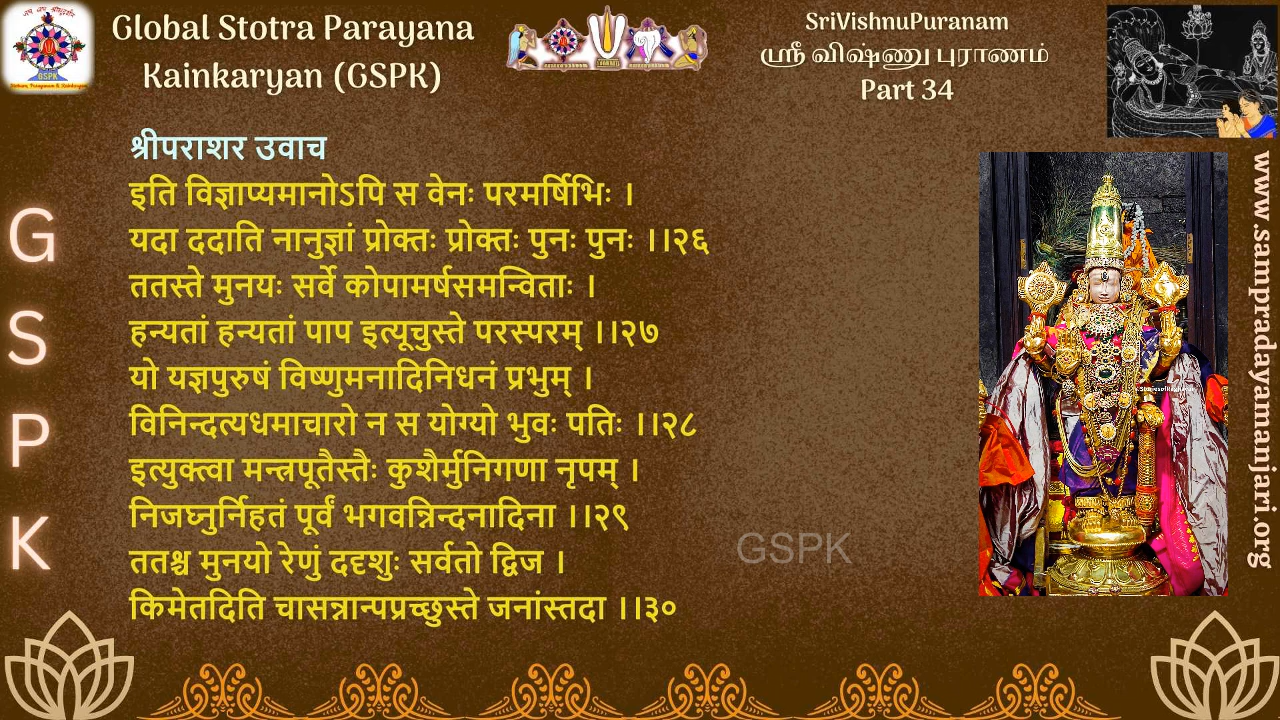 Global Stotra Parayana
Kainkaryan (GSPK)
SriVishnuPuranam
ஸ்ரீ விஷ்ணு புராணம்
Part 34
श्रीपराशर उवाच
इति विज्ञाप्यमानोऽपि स वेनः परमर्षिभिः ।
यदा ददाति नानुज्ञां प्रोक्तः प्रोक्तः पुनः पुनः ।।२६
ततस्ते मुनयः सर्वे कोपामर्षसमन्विताः ।
हन्यतां हन्यतां पाप इत्यूचुस्ते परस्परम् ।।२७
यो यज्ञपुरुषं विष्णुमनादिनिधनं प्रभुम् ।
विनिन्दत्यधमाचारो न स योग्यो भुवः पतिः ।।२८
इत्युक्त्वा मन्त्रपूतैस्तैः कुशैर्मुनिगणा नृपम् ।
निजघ्नुर्निहतं पूर्वं भगवन्निन्दनादिना ।।२९
ततश्च मुनयो रेणुं ददृशुः सर्वतो द्विज ।
किमेतदिति चासन्नान्पप्रच्छुस्ते जनांस्तदा ।।३०
G
S
P
K
GSPK
www.sampradayamanjari.org
GSPK